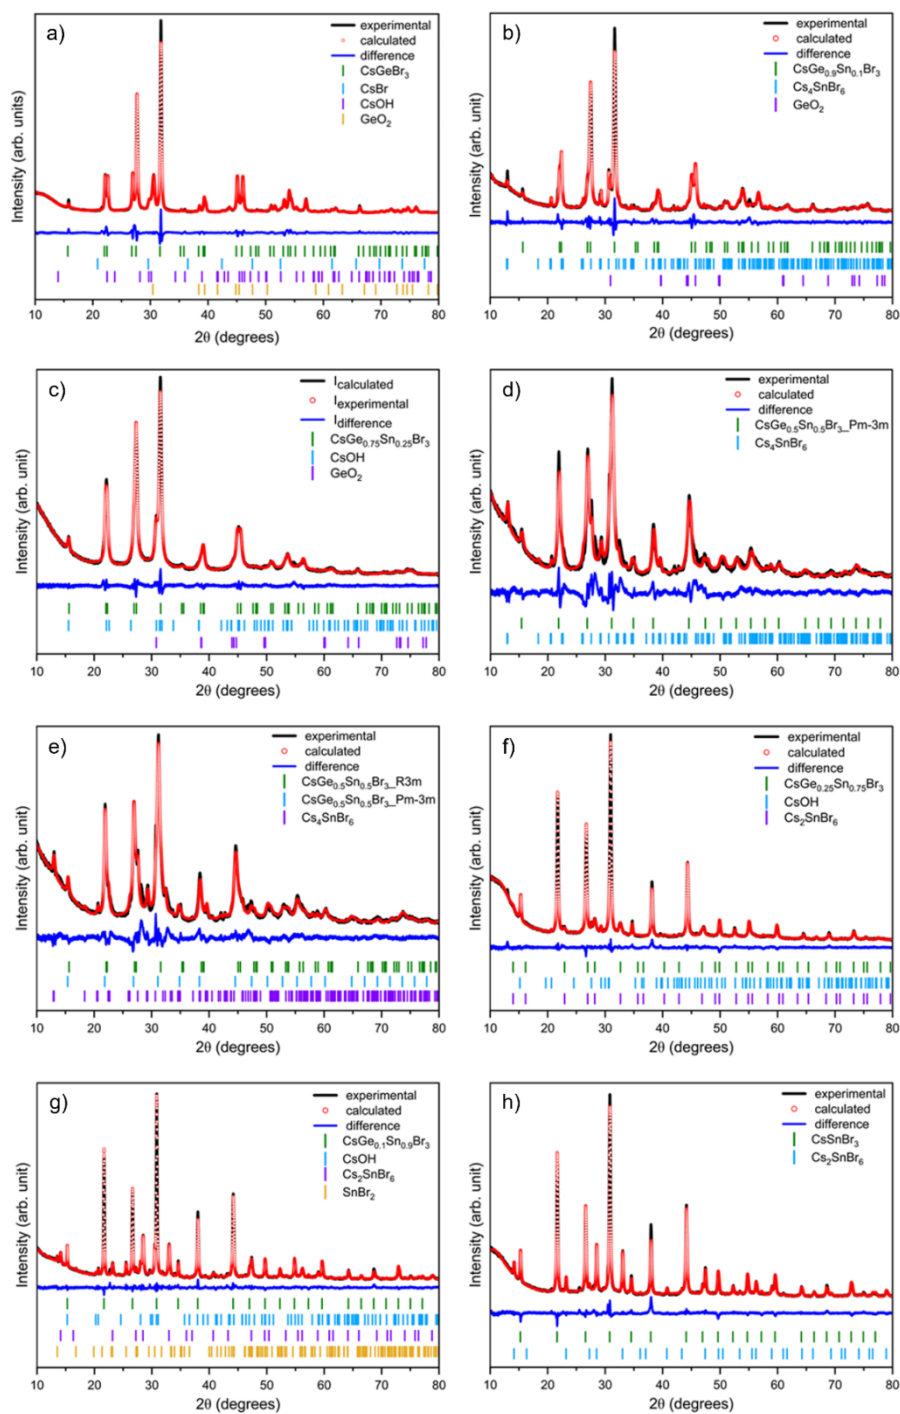 a)
experimental
calculated
difference
CsGeBr3
CsBr
CsOH
GeO2
Intensity (arb. units)
10 20 30 40 50 60 70 80
2θ (degrees)
b)
experimental
calculated
difference
CsGe0.9Sn0.1Br3
Cs4SnBr6
GeO2
Intensity (arb. unit)
10 20 30 40 50 60 70 80
2θ (degrees)
c)
Icalculated
Iexperimental
Idifference
CsGe0.75Sn0.25Br3
CsOH
GeO2
Intensity (arb. unit)
10 20 30 40 50 60 70 80
2θ (degrees)
d)
experimental
calculated
difference
CsGe0.5Sn0.5Br3_Pm-3m
Cs4SnBr6
Intensity (arb. unit)
10 20 30 40 50 60 70 80
2θ (degrees)
e)
experimental
calculated
difference
CsGe0.5Sn0.5Br3_R3m
CsGe0.5Sn0.5Br3_Pm-3m
Cs4SnBr6
Intensity (arb. unit)
10 20 30 40 50 60 70 80
2θ (degrees)
f)
experimental
calculated
difference
CsGe0.25Sn0.75Br3
CsOH
Cs2SnBr6
Intensity (arb. unit)
10 20 30 40 50 60 70 80
2θ (degrees)
g)
experimental
calculated
difference
CsGe0.1Sn0.9Br3
CsOH
Cs2SnBr6
SnBr2
Intensity (arb. unit)
10 20 30 40 50 60 70 80
2θ (degrees)
h)
experimental
calculated
difference
CsSnBr3
Cs2SnBr6
Intensity (arb. unit)
10 20 30 40 50 60 70 80
2θ (degrees)